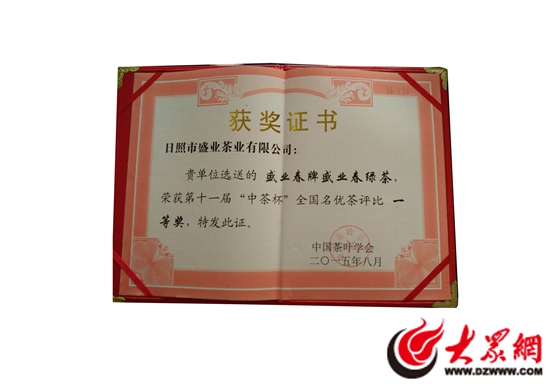 获奖证书
日照市盛业茶业有限公司：
贵单位选送的 盛业春牌盛业春绿茶，
荣获第十一届“中茶杯”全国名优茶评比 一
等奖，特发此证。
中国茶叶学会
二〇一五年八月
大众網
WWW.DZWWW.COM